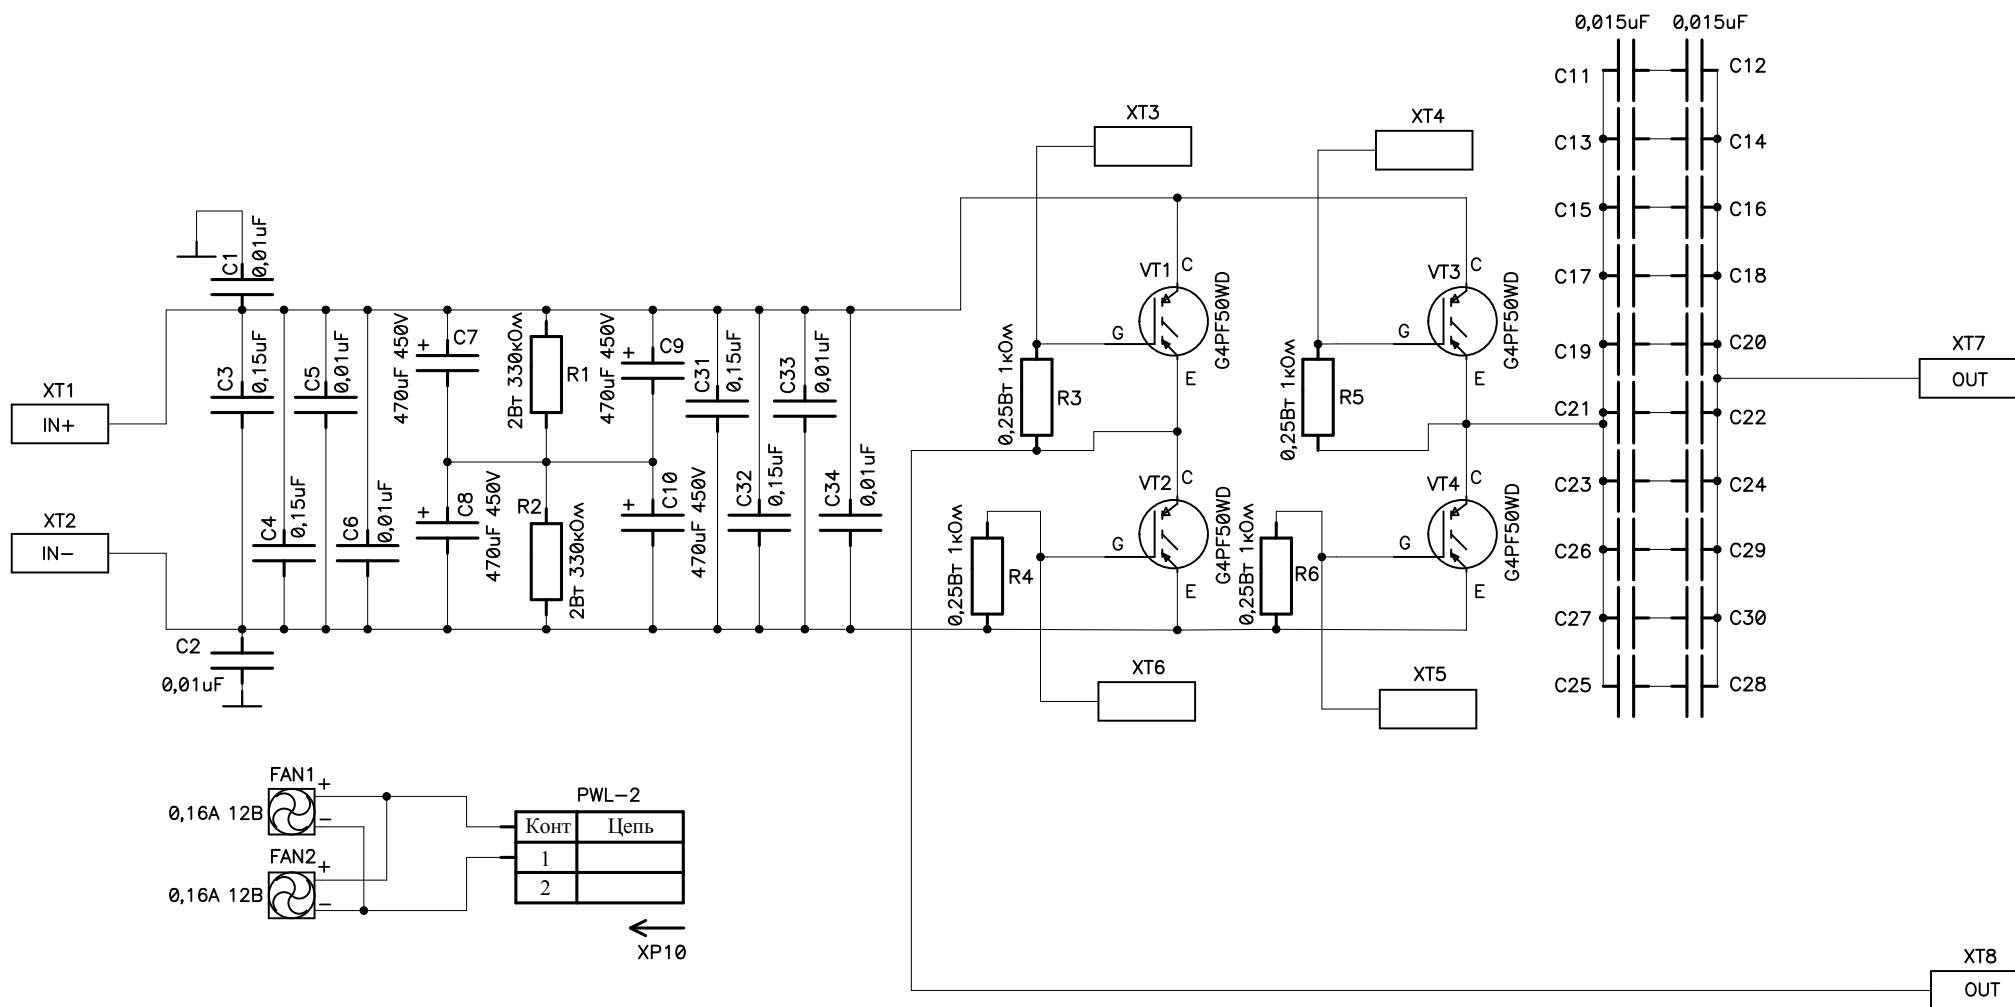 0,015uF 0,015uF
C11 C12
C13 C14
C15 C16
C17 C18
C19 C20
C21 C22
C23 C24
C26 C29
C27 C30
C25 C28
XT7
OUT
XT8
OUT
XT3
XT4
XT6
XT5
VT1
C
G
E
G4PF50WD
VT3
C
G
E
G4PF50WD
VT2
C
G
E
G4PF50WD
VT4
C
G
E
G4PF50WD
0,25Вт 1кОм
R3
0,25Вт 1кОм
R5
0,25Вт 1кОм
R4
0,25Вт 1кОм
R6
XT1
IN+
XT2
IN-
C1
0,01uF
C2
0,01uF
C3
0,15uF
C4
0,15uF
C5
0,01uF
C6
0,01uF
+
C7
470uF 450V
+
C8
470uF 450V
R1
2Вт 330кОм
R2
2Вт 330кОм
+
C9
470uF 450V
+
C10
470uF 450V
C31
0,15uF
C32
0,15uF
C33
0,01uF
C34
0,01uF
FAN1
+
0,16А 12В
-
FAN2
+
0,16А 12В
-
PWL-2
Конт Цепь
1
2
XP10